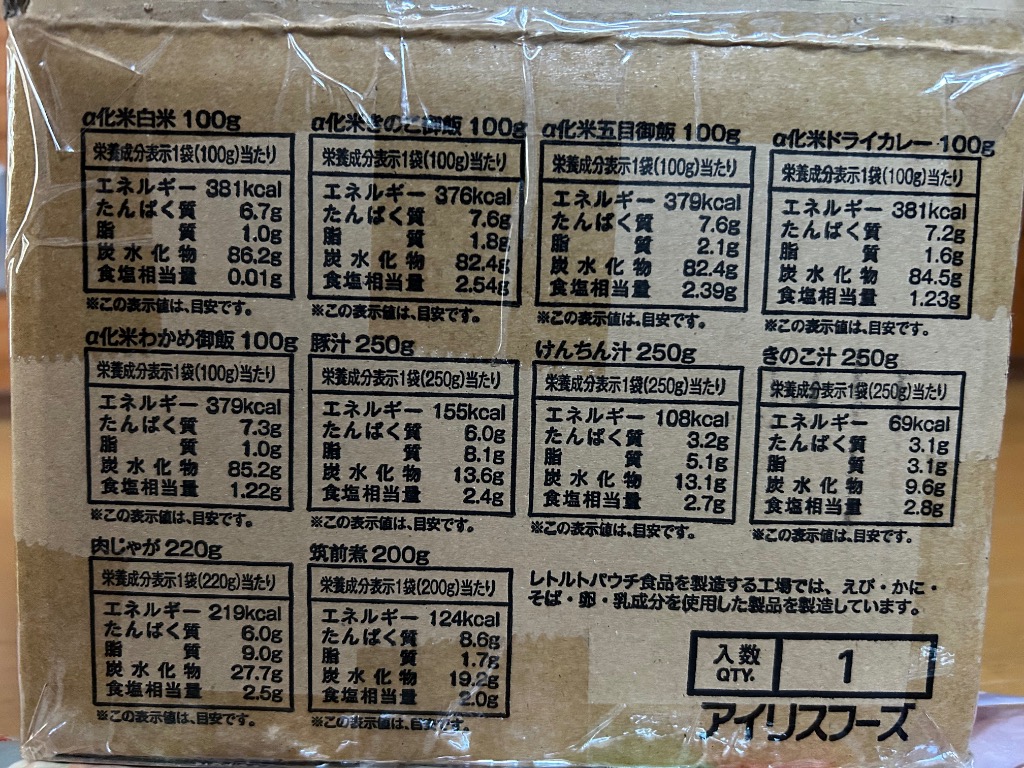 α化米白米 100g
栄養成分表示1袋(100g)当たり
エネルギー 381kcal
たんぱく質 6.7g
脂質 1.0g
炭水化物 86.2g
食塩相当量 0.01g
※この表示値は、目安です。
α化米きのこ御飯 100g
栄養成分表示1袋(100g)当たり
エネルギー 376kcal
たんぱく質 7.6g
脂質 1.8g
炭水化物 82.4g
食塩相当量 2.54g
※この表示値は、目安です。
α化米五目御飯 100g
栄養成分表示1袋(100g)当たり
エネルギー 379kcal
たんぱく質 7.6g
脂質 2.1g
炭水化物 82.4g
食塩相当量 2.39g
※この表示値は、目安です。
α化米ドライカレー 100g
栄養成分表示1袋(100g)当たり
エネルギー 381kcal
たんぱく質 7.2g
脂質 1.6g
炭水化物 84.5g
食塩相当量 1.23g
※この表示値は、目安です。
α化米わかめ御飯 100g
栄養成分表示1袋(100g)当たり
エネルギー 379kcal
たんぱく質 7.3g
脂質 1.0g
炭水化物 85.2g
食塩相当量 1.22g
※この表示値は、目安です。
豚汁 250g
栄養成分表示1袋(250g)当たり
エネルギー 155kcal
たんぱく質 6.0g
脂質 8.1g
炭水化物 13.6g
食塩相当量 2.4g
※この表示値は、目安です。
けんちん汁 250g
栄養成分表示1袋(250g)当たり
エネルギー 108kcal
たんぱく質 3.2g
脂質 5.1g
炭水化物 13.1g
食塩相当量 2.7g
※この表示値は、目安です。
きのこ汁 250g
栄養成分表示1袋(250g)当たり
エネルギー 69kcal
たんぱく質 3.1g
脂質 3.1g
炭水化物 9.6g
食塩相当量 2.8g
※この表示値は、目安です。
肉じゃが 220g
栄養成分表示1袋(220g)当たり
エネルギー 219kcal
たんぱく質 6.0g
脂質 9.0g
炭水化物 27.7g
食塩相当量 2.5g
※この表示値は、目安です。
筑前煮 200g
栄養成分表示1袋(200g)当たり
エネルギー 124kcal
たんぱく質 8.6g
脂質 1.7g
炭水化物 19.2g
食塩相当量 2.0g
※この表示値は、目安です。
レトルトパウチ食品を製造する工場では、えび・かに・
そば・卵・乳成分を使用した製品を製造しています。
入数
QTY.
1
アイリスフーズ